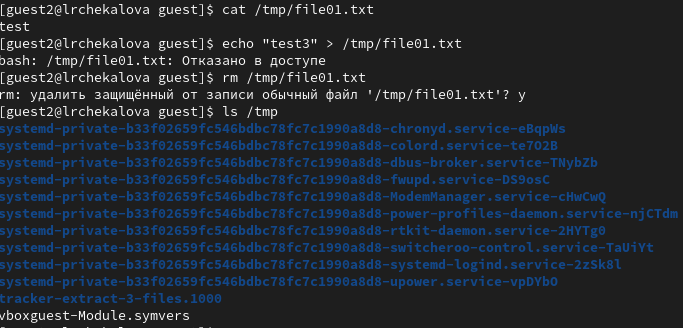 [guest2@lrchekalova guest]$ cat /tmp/file01.txt
test
[guest2@lrchekalova guest]$ echo "test3" > /tmp/file01.txt
bash: /tmp/file01.txt: Отказано в доступе
[guest2@lrchekalova guest]$ rm /tmp/file01.txt
rm: удалить защищённый от записи обычный файл '/tmp/file01.txt'? y
[guest2@lrchekalova guest]$ ls /tmp
systemd-private-b33f02659fc546bdbc78fc7c1990a8d8-chronyd.service-eBqpWs
systemd-private-b33f02659fc546bdbc78fc7c1990a8d8-colord.service-te7O2B
systemd-private-b33f02659fc546bdbc78fc7c1990a8d8-dbus-broker.service-TNybZb
systemd-private-b33f02659fc546bdbc78fc7c1990a8d8-fwupd.service-DS9osC
systemd-private-b33f02659fc546bdbc78fc7c1990a8d8-ModemManager.service-cHwCwQ
systemd-private-b33f02659fc546bdbc78fc7c1990a8d8-power-profiles-daemon.service-njCTdm
systemd-private-b33f02659fc546bdbc78fc7c1990a8d8-rtkit-daemon.service-2HYTg0
systemd-private-b33f02659fc546bdbc78fc7c1990a8d8-switcheroo-control.service-TaUiYt
systemd-private-b33f02659fc546bdbc78fc7c1990a8d8-systemd-logind.service-2zSk8l
systemd-private-b33f02659fc546bdbc78fc7c1990a8d8-upower.service-vpDYbO
tracker-extract-3-files.1000
vboxguest-Module.symvers